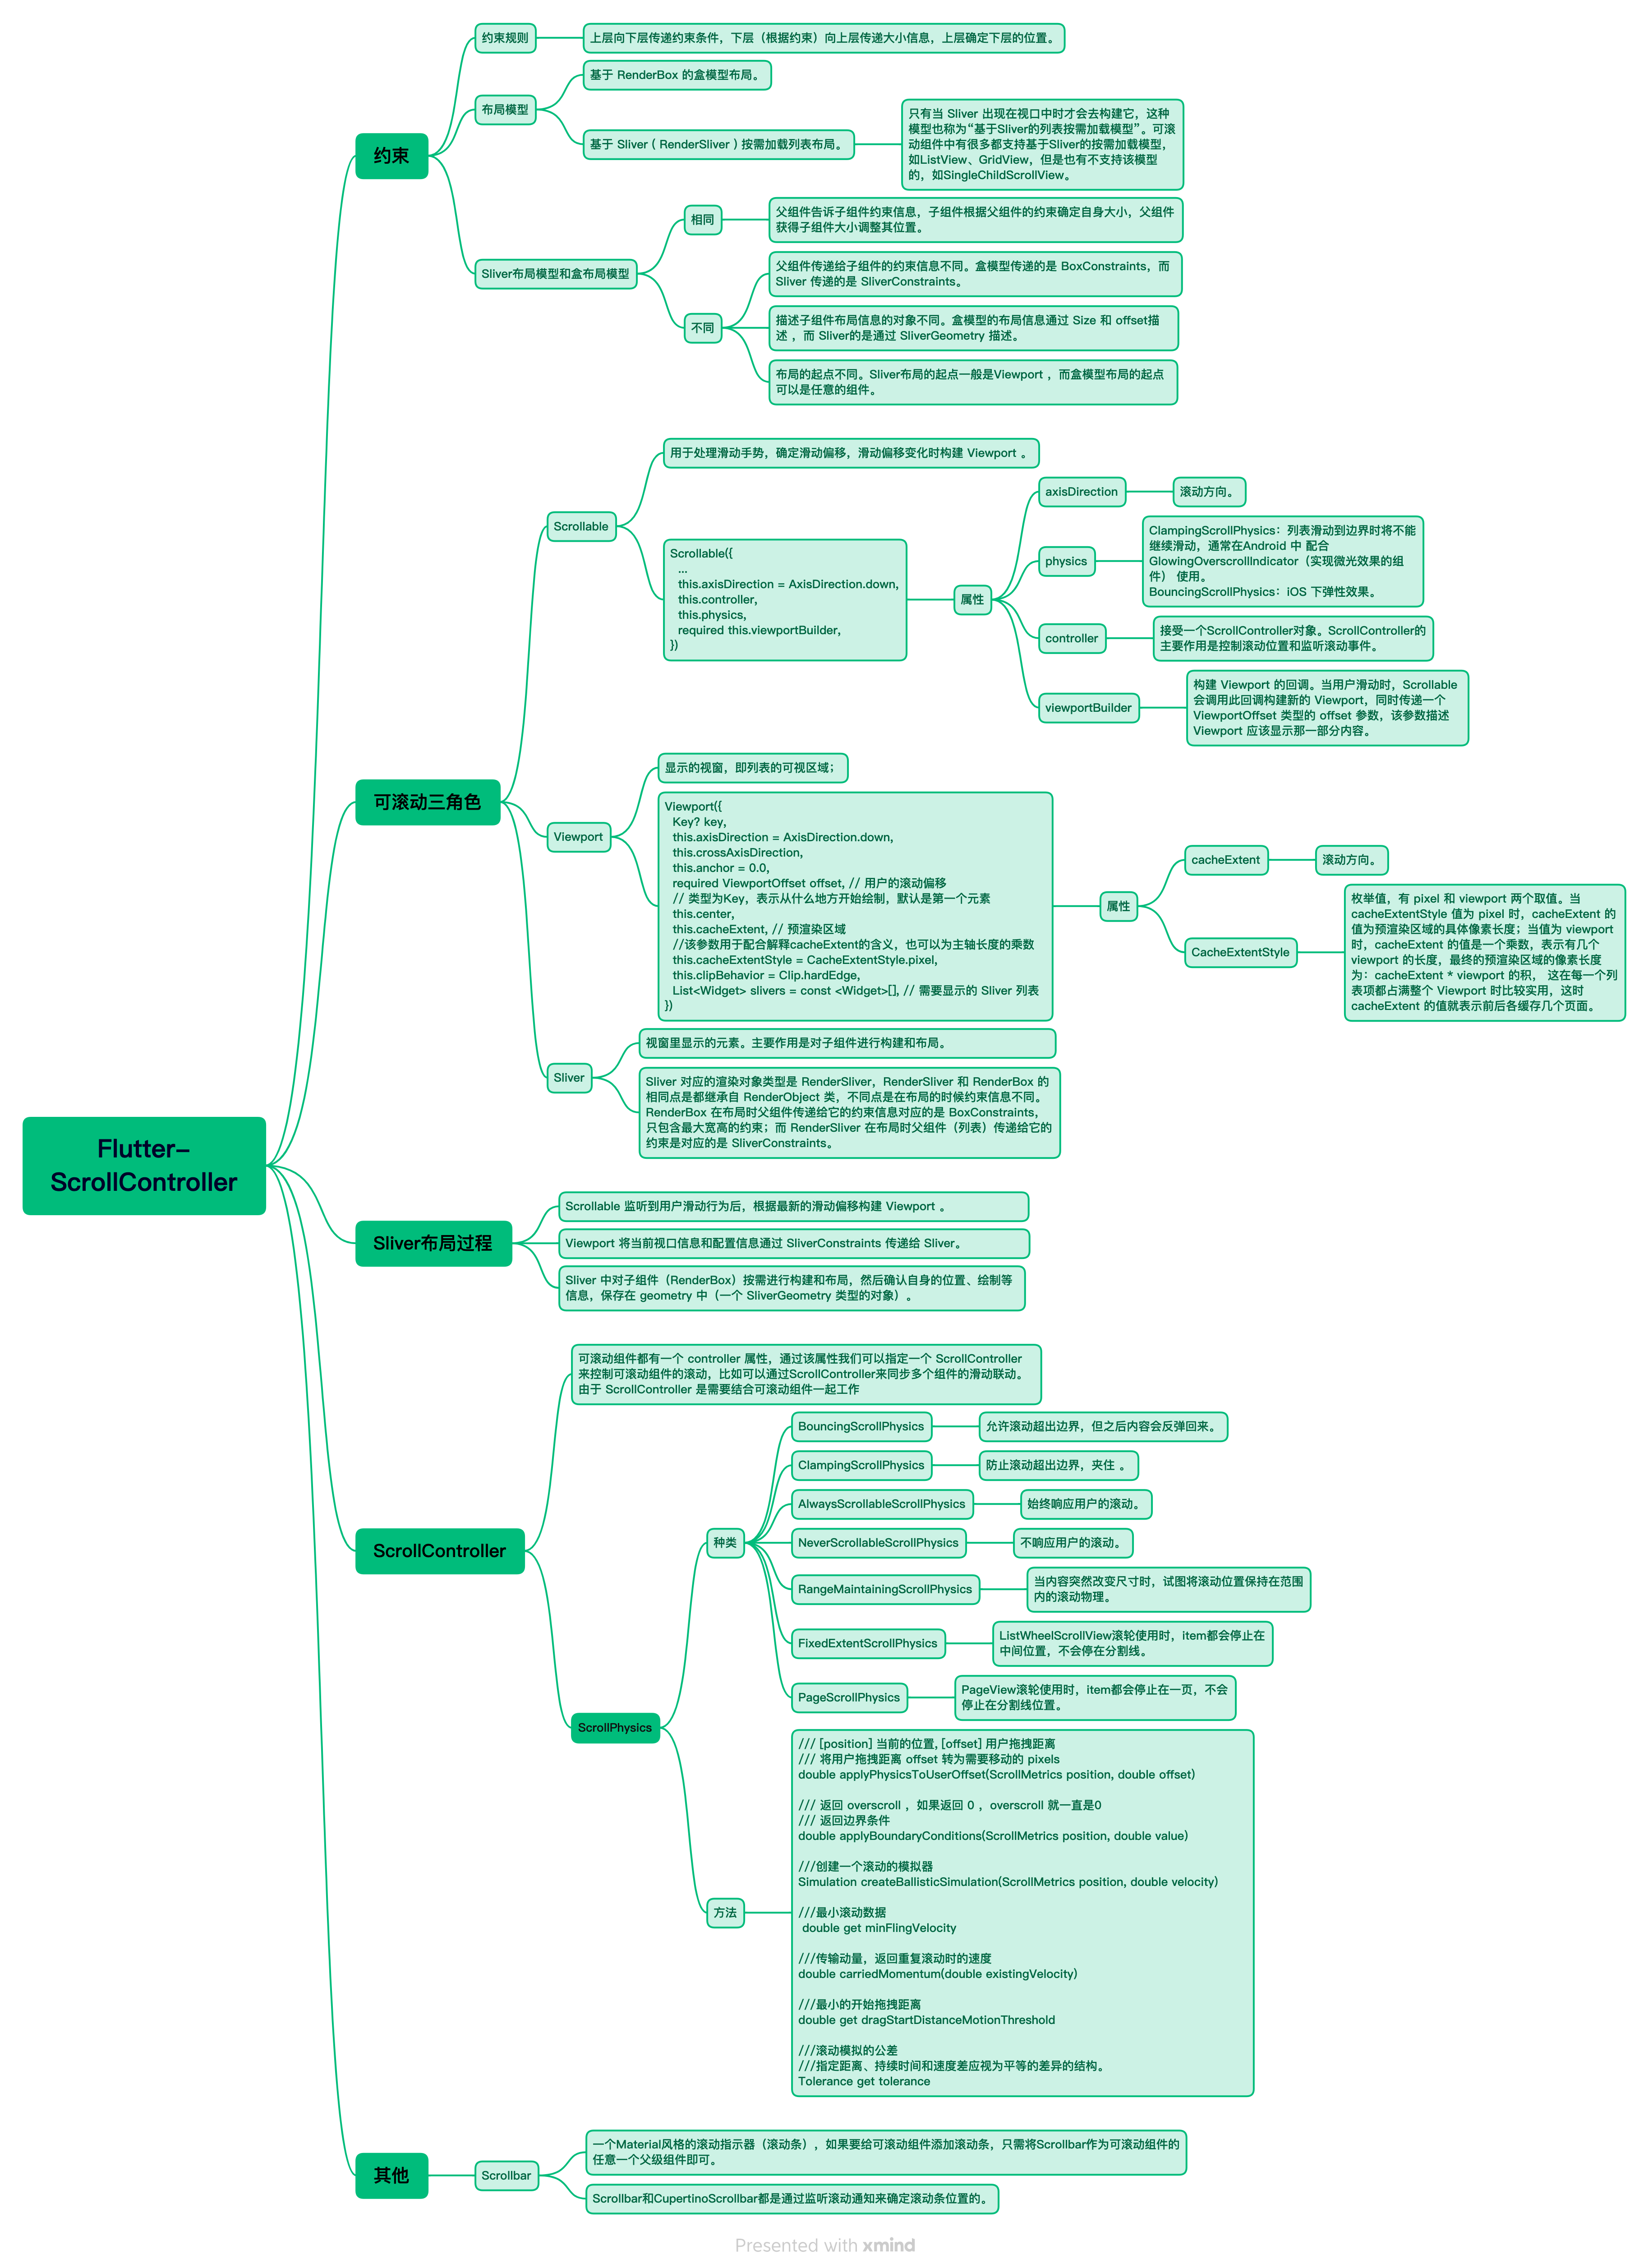 Flutter-
ScrollController
约束
约束规则
上层向下层传递约束条件，下层（根据约束）向上层传递大小信息，上层确定下层的位置。
布局模型
基于 RenderBox 的盒模型布局。
基于 Sliver ( RenderSliver ) 按需加载列表布局。
只有当 Sliver 出现在视口中时才会去构建它，这种
模型也称为“基于Sliver的列表按需加载模型”。可滚
动组件中有很多都支持基于Sliver的按需加载模型，
如ListView、GridView，但是也有不支持该模型
的，如SingleChildScrollView。
Sliver布局模型和盒布局模型
相同
父组件告诉子组件约束信息，子组件根据父组件的约束确定自身大小，父组件
获得子组件大小调整其位置。
不同
父组件传递给子组件的约束信息不同。盒模型传递的是 BoxConstraints，而
Sliver 传递的是 SliverConstraints。
描述子组件布局信息的对象不同。盒模型的布局信息通过 Size 和 offset描
述 ，而 Sliver的是通过 SliverGeometry 描述。
布局的起点不同。Sliver布局的起点一般是Viewport ，而盒模型布局的起点
可以是任意的组件。
可滚动三角色
Scrollable
用于处理滑动手势，确定滑动偏移，滑动偏移变化时构建 Viewport 。
Scrollable({
...
this.axisDirection = AxisDirection.down,
this.controller,
this.physics,
required this.viewportBuilder,
})
属性
axisDirection
滚动方向。
physics
ClampingScrollPhysics：列表滑动到边界时将不能
继续滑动，通常在Android 中 配合
GlowingOverscrollIndicator（实现微光效果的组
件） 使用。
BouncingScrollPhysics：iOS 下弹性效果。
controller
接受一个ScrollController对象。ScrollController的
主要作用是控制滚动位置和监听滚动事件。
viewportBuilder
构建 Viewport 的回调。当用户滑动时，Scrollable
会调用此回调构建新的 Viewport，同时传递一个
ViewportOffset 类型的 offset 参数，该参数描述
Viewport 应该显示那一部分内容。
Viewport
显示的视窗，即列表的可视区域；
Viewport({
Key? key,
this.axisDirection = AxisDirection.down,
this.crossAxisDirection,
this.anchor = 0.0,
required ViewportOffset offset, // 用户的滚动偏移
// 类型为Key，表示从什么地方开始绘制，默认是第一个元素
this.center,
this.cacheExtent, // 预渲染区域
//该参数用于配合解释cacheExtent的含义，也可以为主轴长度的乘数
this.cacheExtentStyle = CacheExtentStyle.pixel,
this.clipBehavior = Clip.hardEdge,
List<Widget> slivers = const <Widget>[], // 需要显示的 Sliver 列表
})
属性
cacheExtent
滚动方向。
CacheExtentStyle
枚举值，有 pixel 和 viewport 两个取值。当
cacheExtentStyle 值为 pixel 时，cacheExtent 的
值为预渲染区域的具体像素长度；当值为 viewport
时，cacheExtent 的值是一个乘数，表示有几个
viewport 的长度，最终的预渲染区域的像素长度
为：cacheExtent * viewport 的积， 这在每一个列
表项都占满整个 Viewport 时比较实用，这时
cacheExtent 的值就表示前后各缓存几个页面。
Sliver
视窗里显示的元素。主要作用是对子组件进行构建和布局。
Sliver 对应的渲染对象类型是 RenderSliver，RenderSliver 和 RenderBox 的
相同点是都继承自 RenderObject 类，不同点是在布局的时候约束信息不同。
RenderBox 在布局时父组件传递给它的约束信息对应的是 BoxConstraints，
只包含最大宽高的约束；而 RenderSliver 在布局时父组件（列表）传递给它的
约束是对应的是 SliverConstraints。
Sliver布局过程
Scrollable 监听到用户滑动行为后，根据最新的滑动偏移构建 Viewport 。
Viewport 将当前视口信息和配置信息通过 SliverConstraints 传递给 Sliver。
Sliver 中对子组件（RenderBox）按需进行构建和布局，然后确认自身的位置、绘制等
信息，保存在 geometry 中（一个 SliverGeometry 类型的对象）。
ScrollController
可滚动组件都有一个 controller 属性，通过该属性我们可以指定一个 ScrollController
来控制可滚动组件的滚动，比如可以通过ScrollController来同步多个组件的滑动联动。
由于 ScrollController 是需要结合可滚动组件一起工作
ScrollPhysics
种类
BouncingScrollPhysics
允许滚动超出边界，但之后内容会反弹回来。
ClampingScrollPhysics
防止滚动超出边界，夹住 。
AlwaysScrollableScrollPhysics
始终响应用户的滚动。
NeverScrollableScrollPhysics
不响应用户的滚动。
RangeMaintainingScrollPhysics
当内容突然改变尺寸时，试图将滚动位置保持在范围
内的滚动物理。
FixedExtentScrollPhysics
ListWheelScrollView滚轮使用时，item都会停止在
中间位置，不会停在分割线。
PageScrollPhysics
PageView滚轮使用时，item都会停止在一页，不会
停止在分割线位置。
方法
/// [position] 当前的位置, [offset] 用户拖拽距离
/// 将用户拖拽距离 offset 转为需要移动的 pixels
double applyPhysicsToUserOffset(ScrollMetrics position, double offset)
/// 返回 overscroll ，如果返回 0 ，overscroll 就一直是0
/// 返回边界条件
double applyBoundaryConditions(ScrollMetrics position, double value)
///创建一个滚动的模拟器
Simulation createBallisticSimulation(ScrollMetrics position, double velocity)
///最小滚动数据
double get minFlingVelocity
///传输动量，返回重复滚动时的速度
double carriedMomentum(double existingVelocity)
///最小的开始拖拽距离
double get dragStartDistanceMotionThreshold
///滚动模拟的公差
///指定距离、持续时间和速度差应视为平等的差异的结构。
Tolerance get tolerance
其他
Scrollbar
一个Material风格的滚动指示器（滚动条），如果要给可滚动组件添加滚动条，只需将Scrollbar作为可滚动组件的
任意一个父级组件即可。
Scrollbar和CupertinoScrollbar都是通过监听滚动通知来确定滚动条位置的。
Presented with xmind